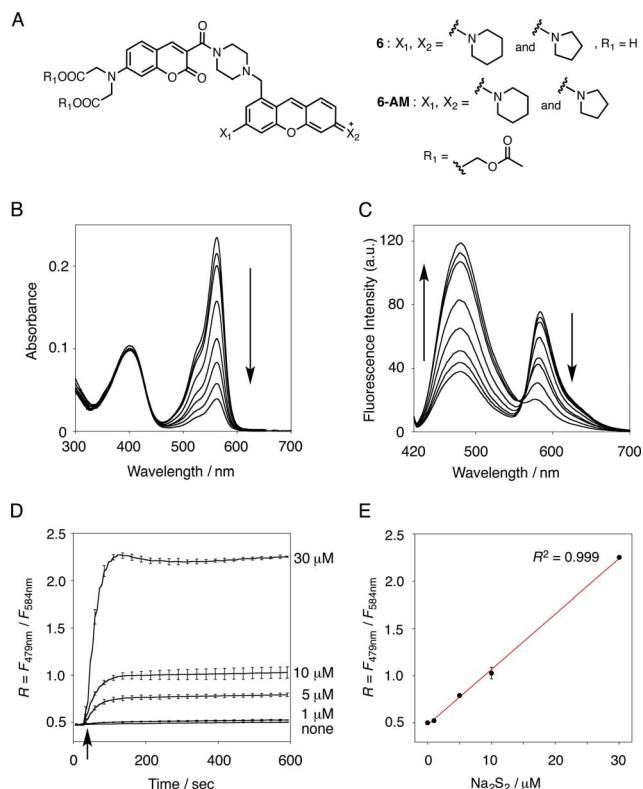 A
R₁OOC
R₁OOC
N
O
O
O
N
N
X₁
O
X₂
+
6 : X₁, X₂ = N and N , R₁ = H
6-AM : X₁, X₂ = N and N
R₁ = O O
B
Absorbance
0.2
0.1
0
300 400 500 600 700
Wavelength / nm
C
Fluorescence Intensity (a.u.)
120
80
40
0
420 500 600 700
Wavelength / nm
D
R = F479nm / F584nm
2.5
2.0
1.5
1.0
0.5
30 μM
10 μM
5 μM
1 μM
none
0 200 400 600
Time / sec
E
R = F479nm / F584nm
2.5
2.0
1.5
1.0
0.5
R² = 0.999
0 10 20 30
Na₂S₂ / μM